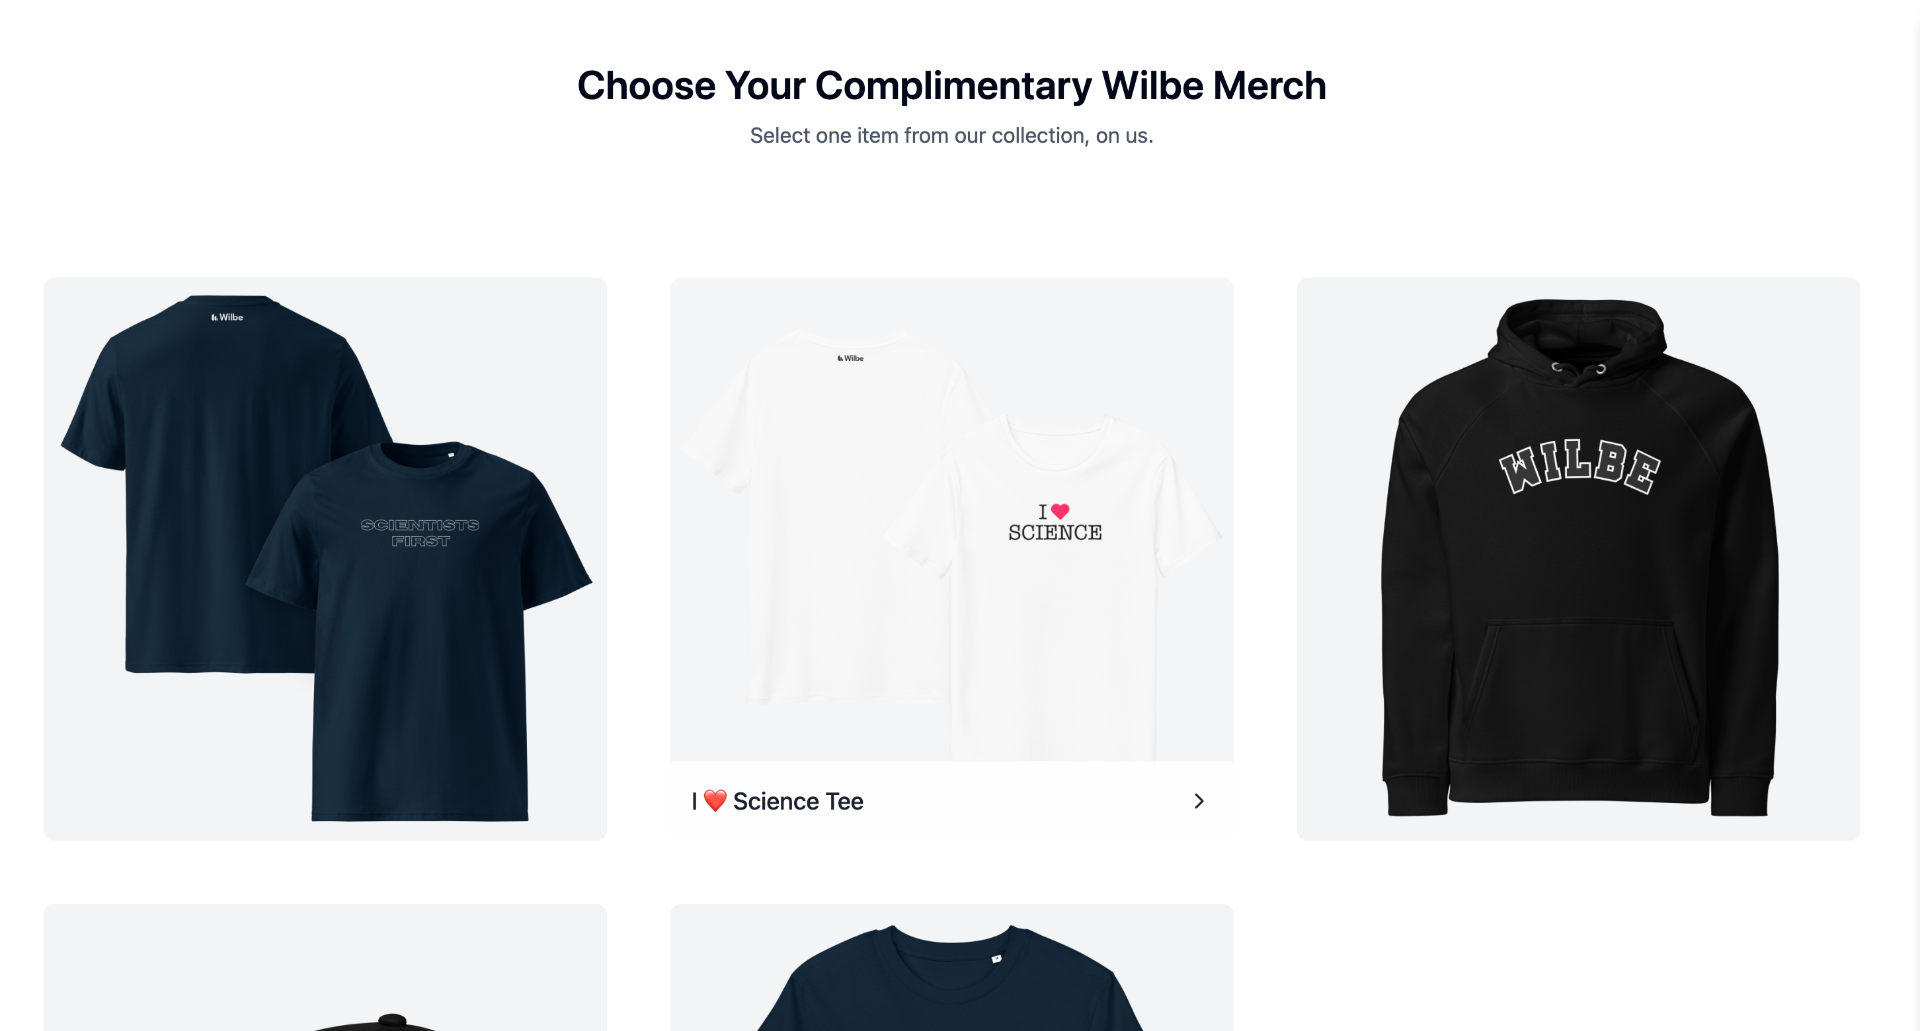 Choose Your Complimentary Wilbe Merch
Select one item from our collection, on us.
Wilbe
SCIENTISTS
FIRST
Wilbe
I ❤
SCIENCE
I ❤️ Science Tee
WILBE